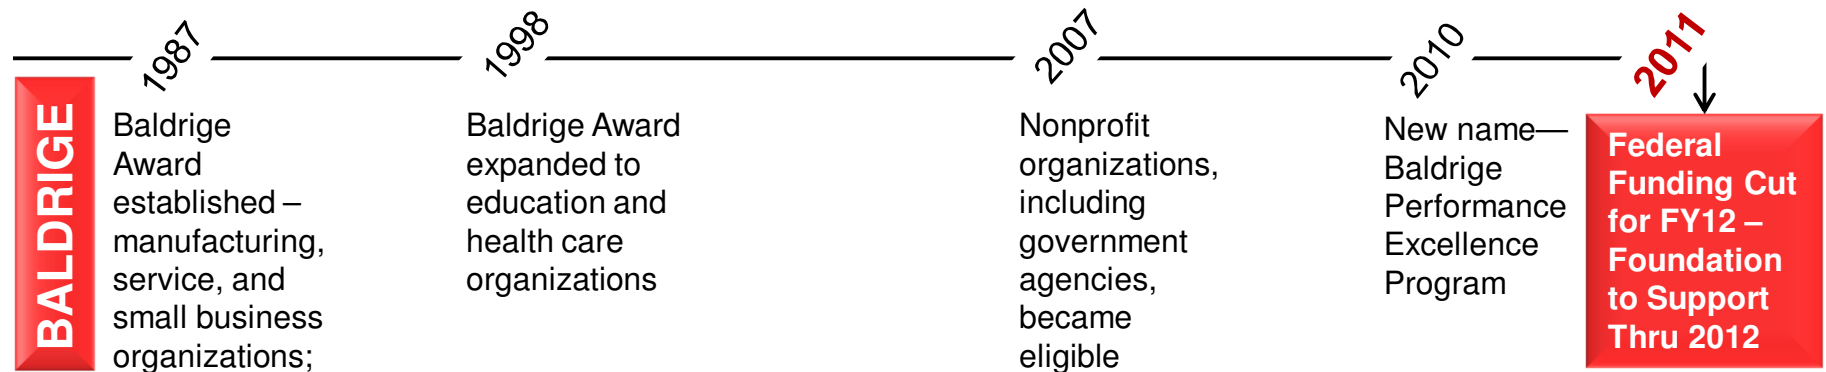 1987
1998
2007
2010
2011
BALDRIGE
Baldrige
Award
established –
manufacturing,
service, and
small business
organizations;
Baldrige Award
expanded to
education and
health care
organizations
Nonprofit
organizations,
including
government
agencies,
became
eligible
New name—
Baldrige
Performance
Excellence
Program
Federal
Funding Cut
for FY12 –
Foundation
to Support
Thru 2012